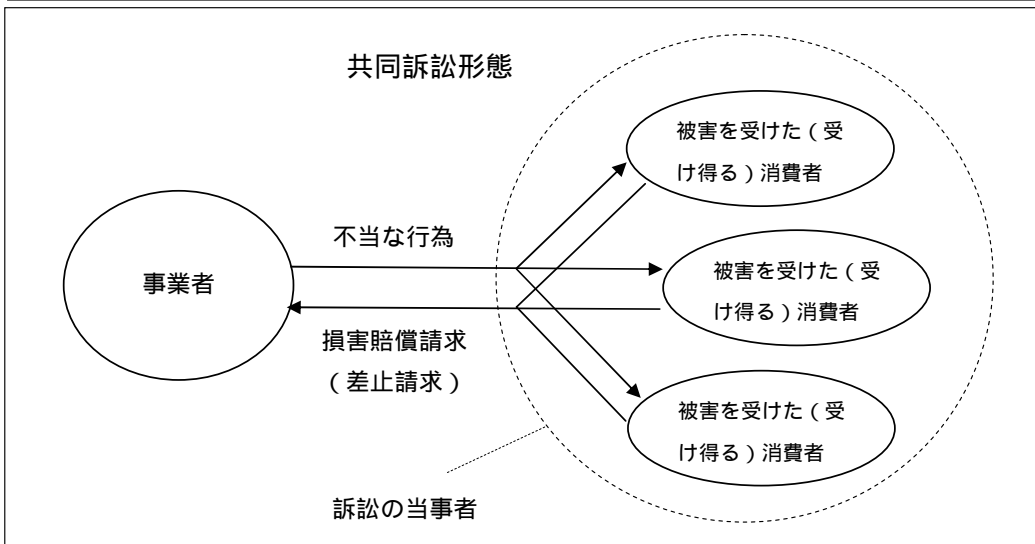 共同訴訟形態
被害を受けた（受
け得る）消費者
不当な行為
事業者
被害を受けた（受
け得る）消費者
損害賠償請求
（差止請求）
被害を受けた（受
け得る）消費者
訴訟の当事者